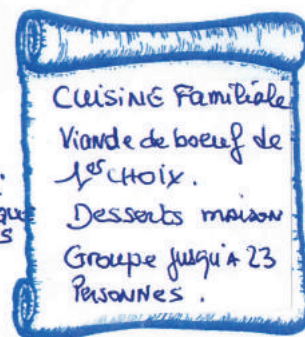 CUISINE Familiale
Viande de boeuf de
1er CHOIX.
Desserts maison
Groupe jusqu'A 23
Personnes.